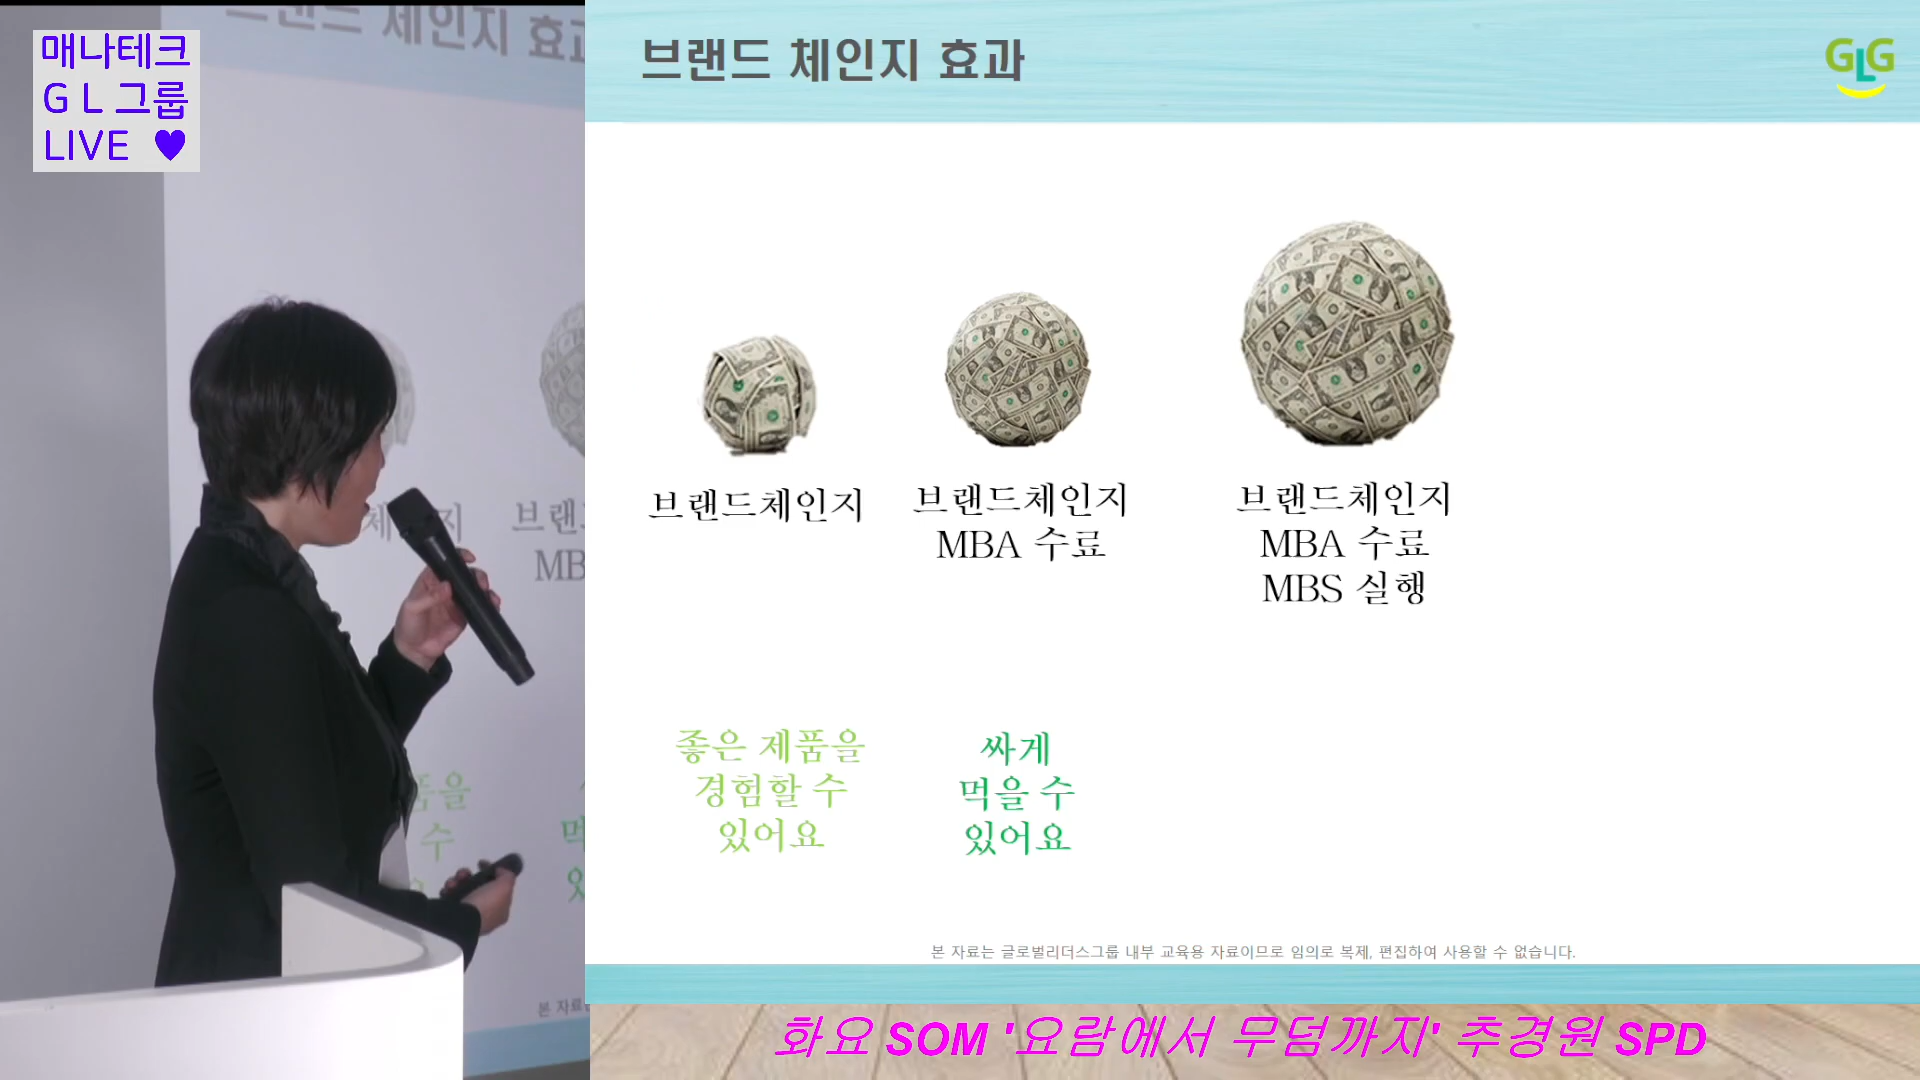 매나테크
G L 그룹
LIVE ♥
브랜드 체인지 효과
GLG
브랜드체인지
브랜드체인지
MBA 수료
브랜드체인지
MBA 수료
MBS 실행
좋은 제품을
경험할 수
있어요
싸게
먹을 수
있어요
본 자료는 글로벌리더스그룹 내부 교육용 자료이므로 임의로 복제, 편집하여 사용할 수 없습니다.
화요 SOM '요람에서 무덤까지' 추경원 SPD